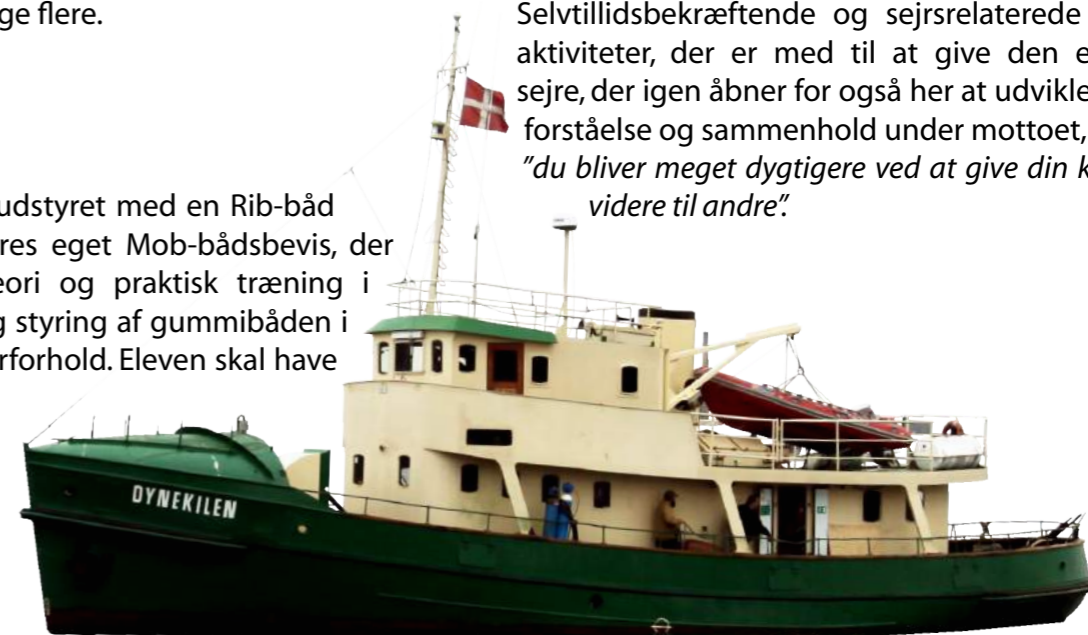 ge flere.
udstyret med en Rib-båd
res eget Mob-bådsbevis, der
eori og praktisk træning i
g styring af gummibåden i
rforhold. Eleven skal have
Selvtillidsbekræftende og sejrsrelaterede
aktiviteter, der er med til at give den e
sejre, der igen åbner for også her at udvikle
forståelse og sammenhold under mottoet,
”du bliver meget dygtigere ved at give din k
videre til andre”.
DYNEKILEN